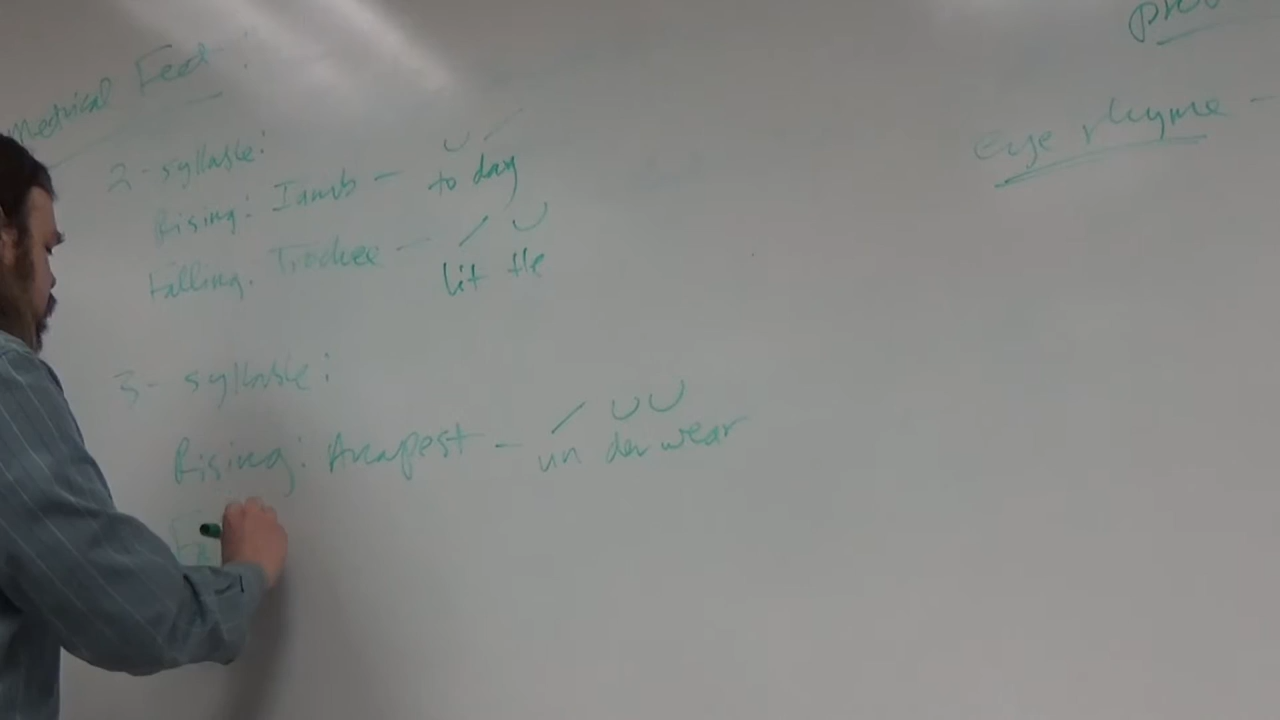 Metrical Feet:
2-syllable:
Rising: Iamb - to day
Falling. Trochee - lit tle
3- syllable:
Rising: Anapest - un der wear
Fa
Eye rhyme -